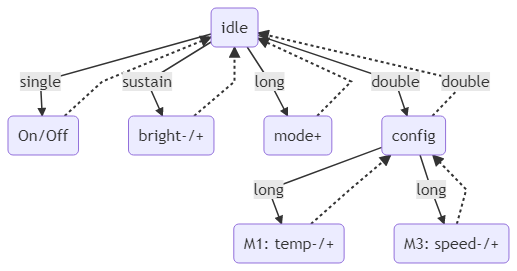 idle
single
sustain
long
double
double
On/Off
bright-/+
mode+
config
long
long
M1: temp-/+
M3: speed-/+